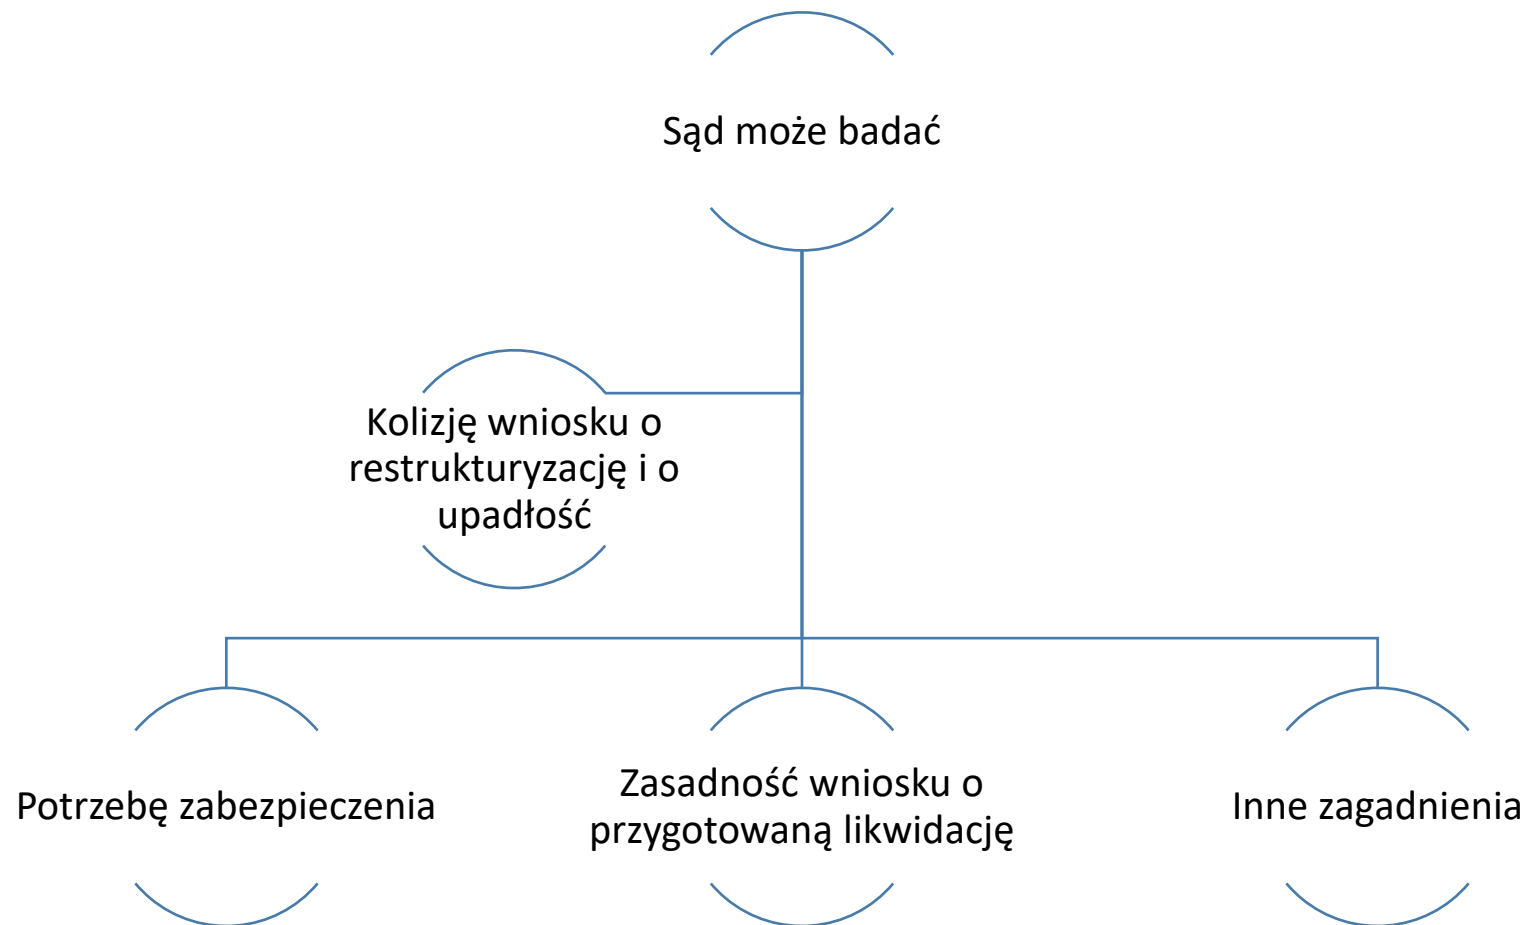 Sąd może badać
Kolizję wniosku o
restrukturyzację i o
upadłość
Potrzebę zabezpieczenia
Zasadność wniosku o
przygotowaną likwidację
Inne zagadnienia